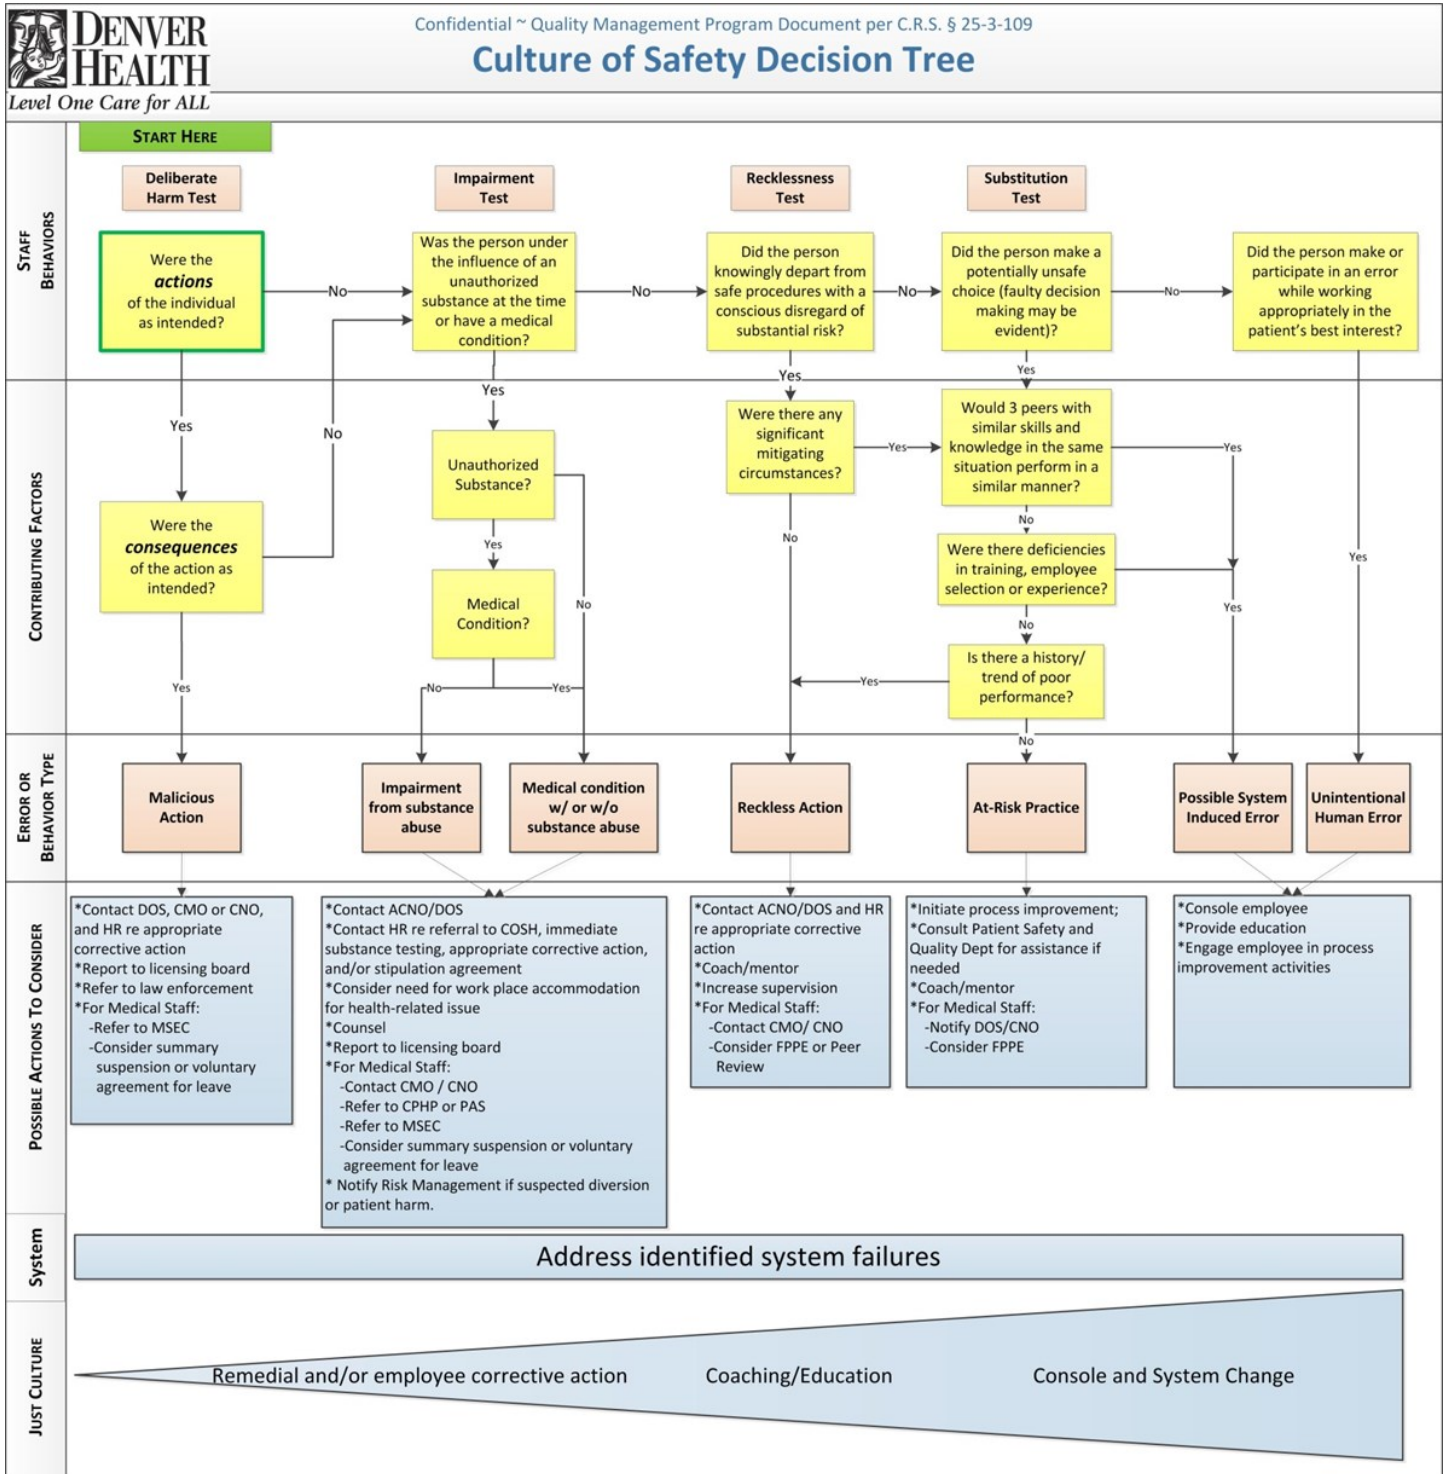 DENVER
HEALTH
Level One Care for ALL
Confidential ~ Quality Management Program Document per C.R.S. § 25-3-109
Culture of Safety Decision Tree
START HERE
STAFF
BEHAVIORS
Deliberate
Harm Test
Impairment
Test
Recklessness
Test
Substitution
Test
Were the
actions
of the individual
as intended?
No
Was the person under
the influence of an
unauthorized
substance at the time
or have a medical
condition?
No
Did the person
knowingly depart from
safe procedures with a
conscious disregard of
substantial risk?
No
Did the person make a
potentially unsafe
choice (faulty decision
making may be
evident)?
No
Did the person make or
participate in an error
while working
appropriately in the
patient's best interest?
CONTRIBUTING FACTORS
Yes
No
Yes
Yes
Yes
Were the
consequences
of the action as
intended?
Yes
Unauthorized
Substance?
Yes
No
Medical
Condition?
No
Yes
Were there any
significant
mitigating
circumstances?
Yes
No
Would 3 peers with
similar skills and
knowledge in the same
situation perform in a
similar manner?
Yes
No
Were there deficiencies
in training, employee
selection or experience?
Yes
No
Is there a history/
trend of poor
performance?
Yes
No
Yes
ERROR OR
BEHAVIOR TYPE
Malicious
Action
Impairment
from substance
abuse
Medical condition
w/ or w/o
substance abuse
Reckless Action
At-Risk Practice
Possible System
Induced Error
Unintentional
Human Error
POSSIBLE ACTIONS TO CONSIDER
*Contact DOS, CMO or CNO,
and HR re appropriate
corrective action
*Report to licensing board
*Refer to law enforcement
*For Medical Staff:
-Refer to MSEC
-Consider summary
suspension or voluntary
agreement for leave
*Contact ACNO/DOS
*Contact HR re referral to COSH, immediate
substance testing, appropriate corrective action,
and/or stipulation agreement
*Consider need for work place accommodation
for health-related issue
*Counsel
*Report to licensing board
*For Medical Staff:
-Contact CMO / CNO
-Refer to CPHP or PAS
-Refer to MSEC
-Consider summary suspension or voluntary
agreement for leave
* Notify Risk Management if suspected diversion
or patient harm.
*Contact ACNO/DOS and HR
re appropriate corrective
action
*Coach/mentor
*Increase supervision
*For Medical Staff:
-Contact CMO/ CNO
-Consider FPPE or Peer
Review
*Initiate process improvement;
*Consult Patient Safety and
Quality Dept for assistance if
needed
*Coach/mentor
*For Medical Staff:
-Notify DOS/CNO
-Consider FPPE
*Console employee
*Provide education
*Engage employee in process
improvement activities
System
Address identified system failures
JUST CULTURE
Remedial and/or employee corrective action
Coaching/Education
Console and System Change